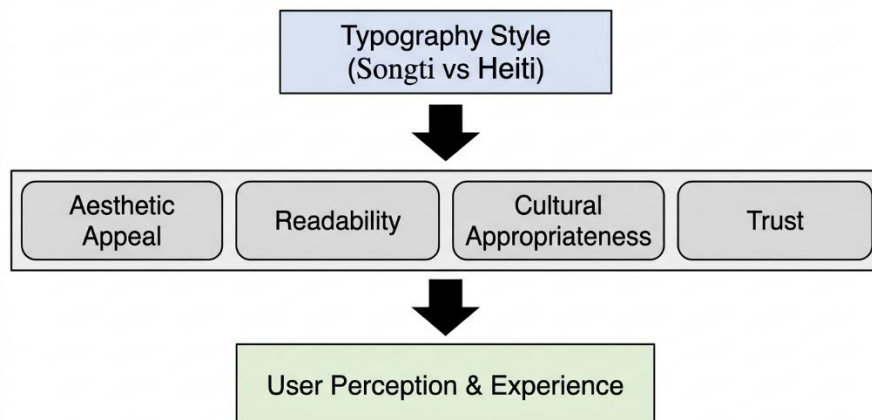 Typography Style
(Songti vs Heiti)
Aesthetic
Appeal
Readability
Cultural
Appropriateness
Trust
User Perception & Experience